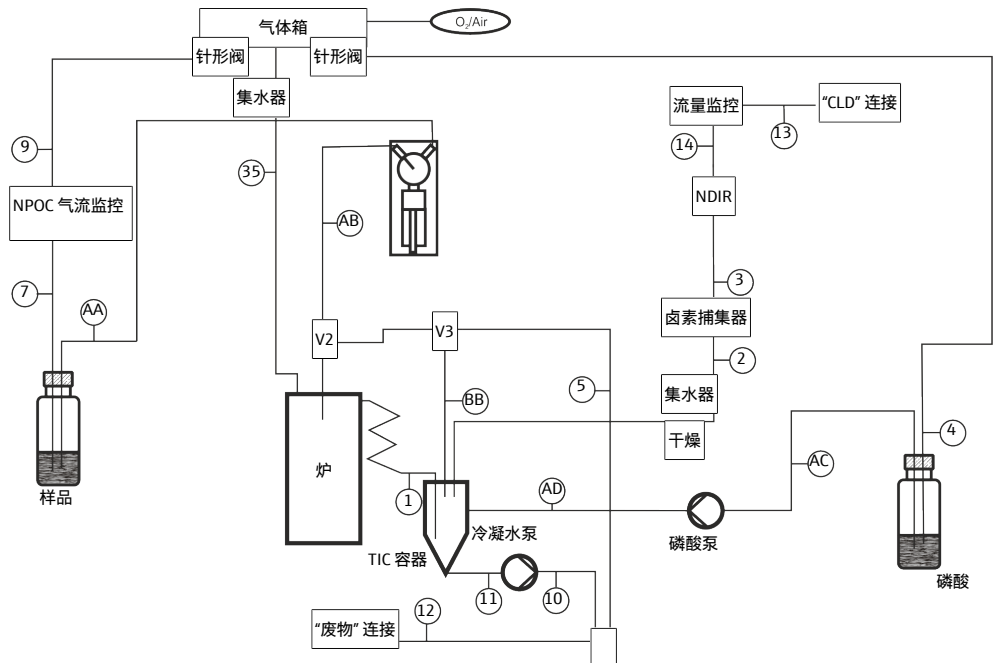 气体箱
O₂/Air
针形阀
针形阀
集水器
流量监控
“CLD” 连接
9
14
13
35
NPOC 气流监控
NDIR
AB
7
3
AA
卤素捕集器
V2
V3
2
5
集水器
BB
干燥
4
炉
AC
样品
1
AD
冷凝水泵
磷酸泵
TIC 容器
磷酸
11
10
12
“废物” 连接